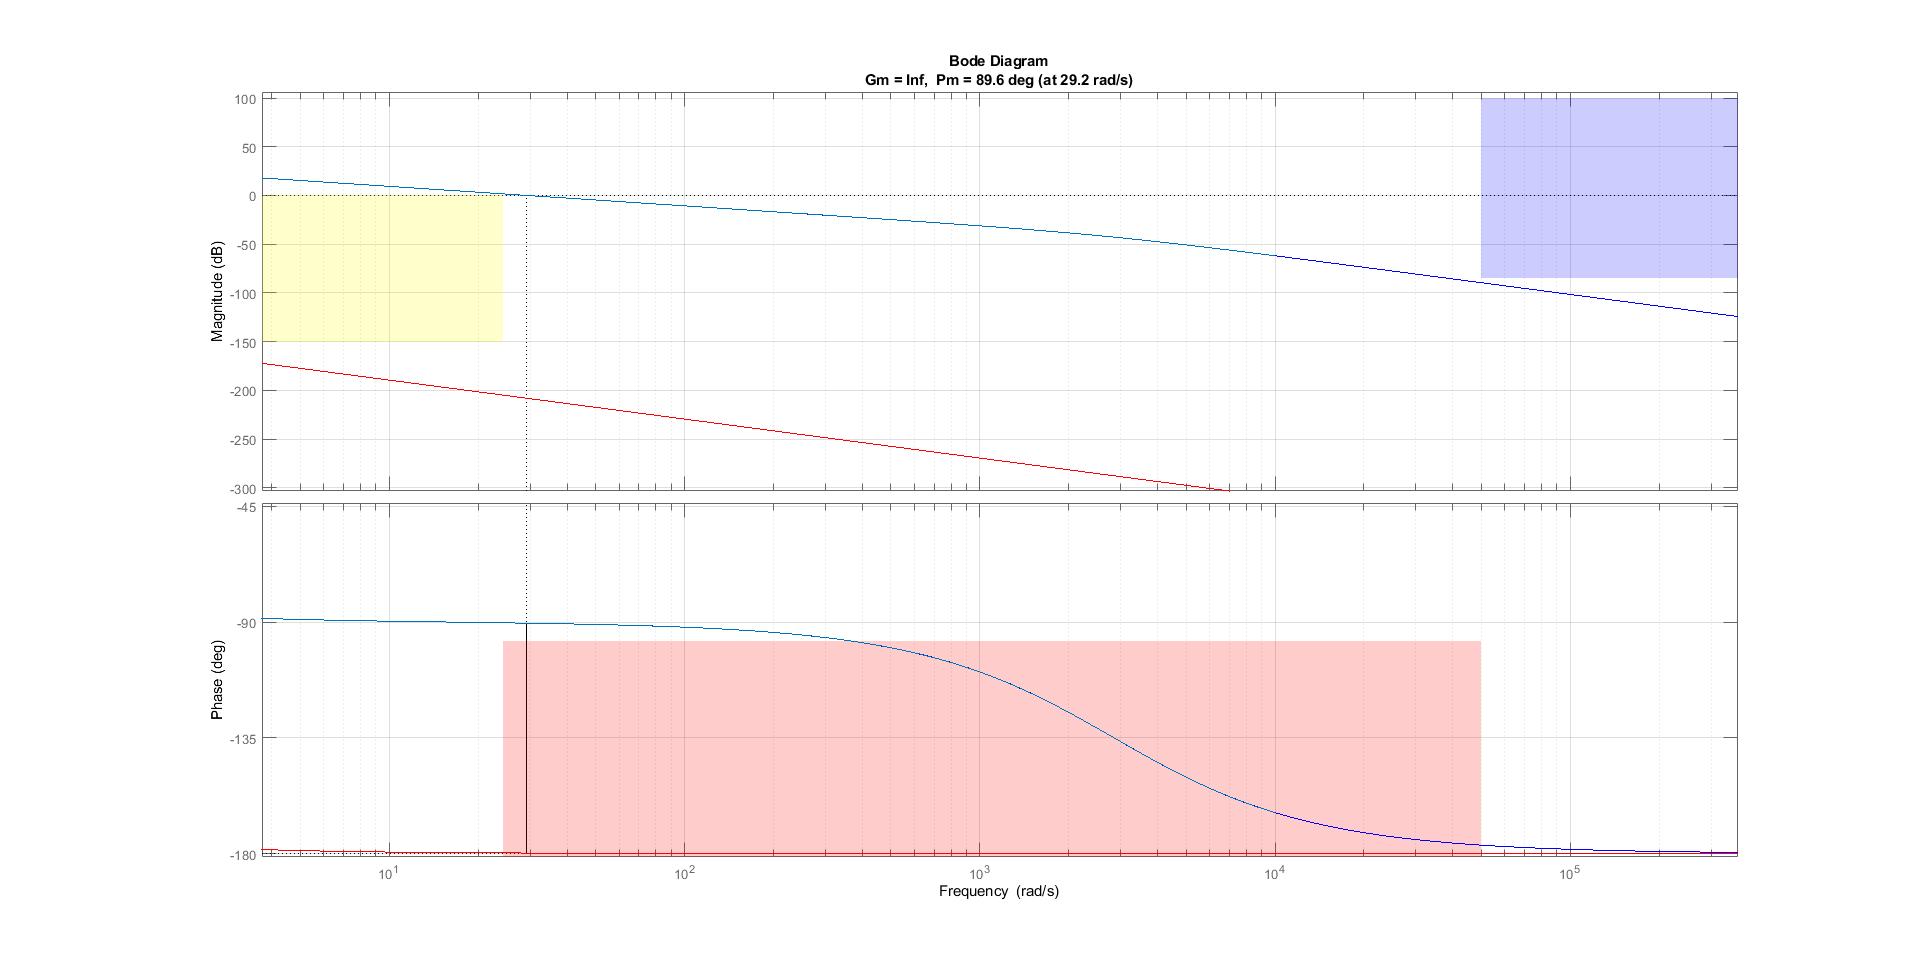 Bode Diagram
Gm = Inf,  Pm = 89.6 deg (at 29.2 rad/s)
Magnitude (dB)
100
50
0
-50
-100
-150
-200
-250
-300
Phase (deg)
-45
-90
-135
-180
10^1 10^2 10^3 10^4 10^5
Frequency  (rad/s)